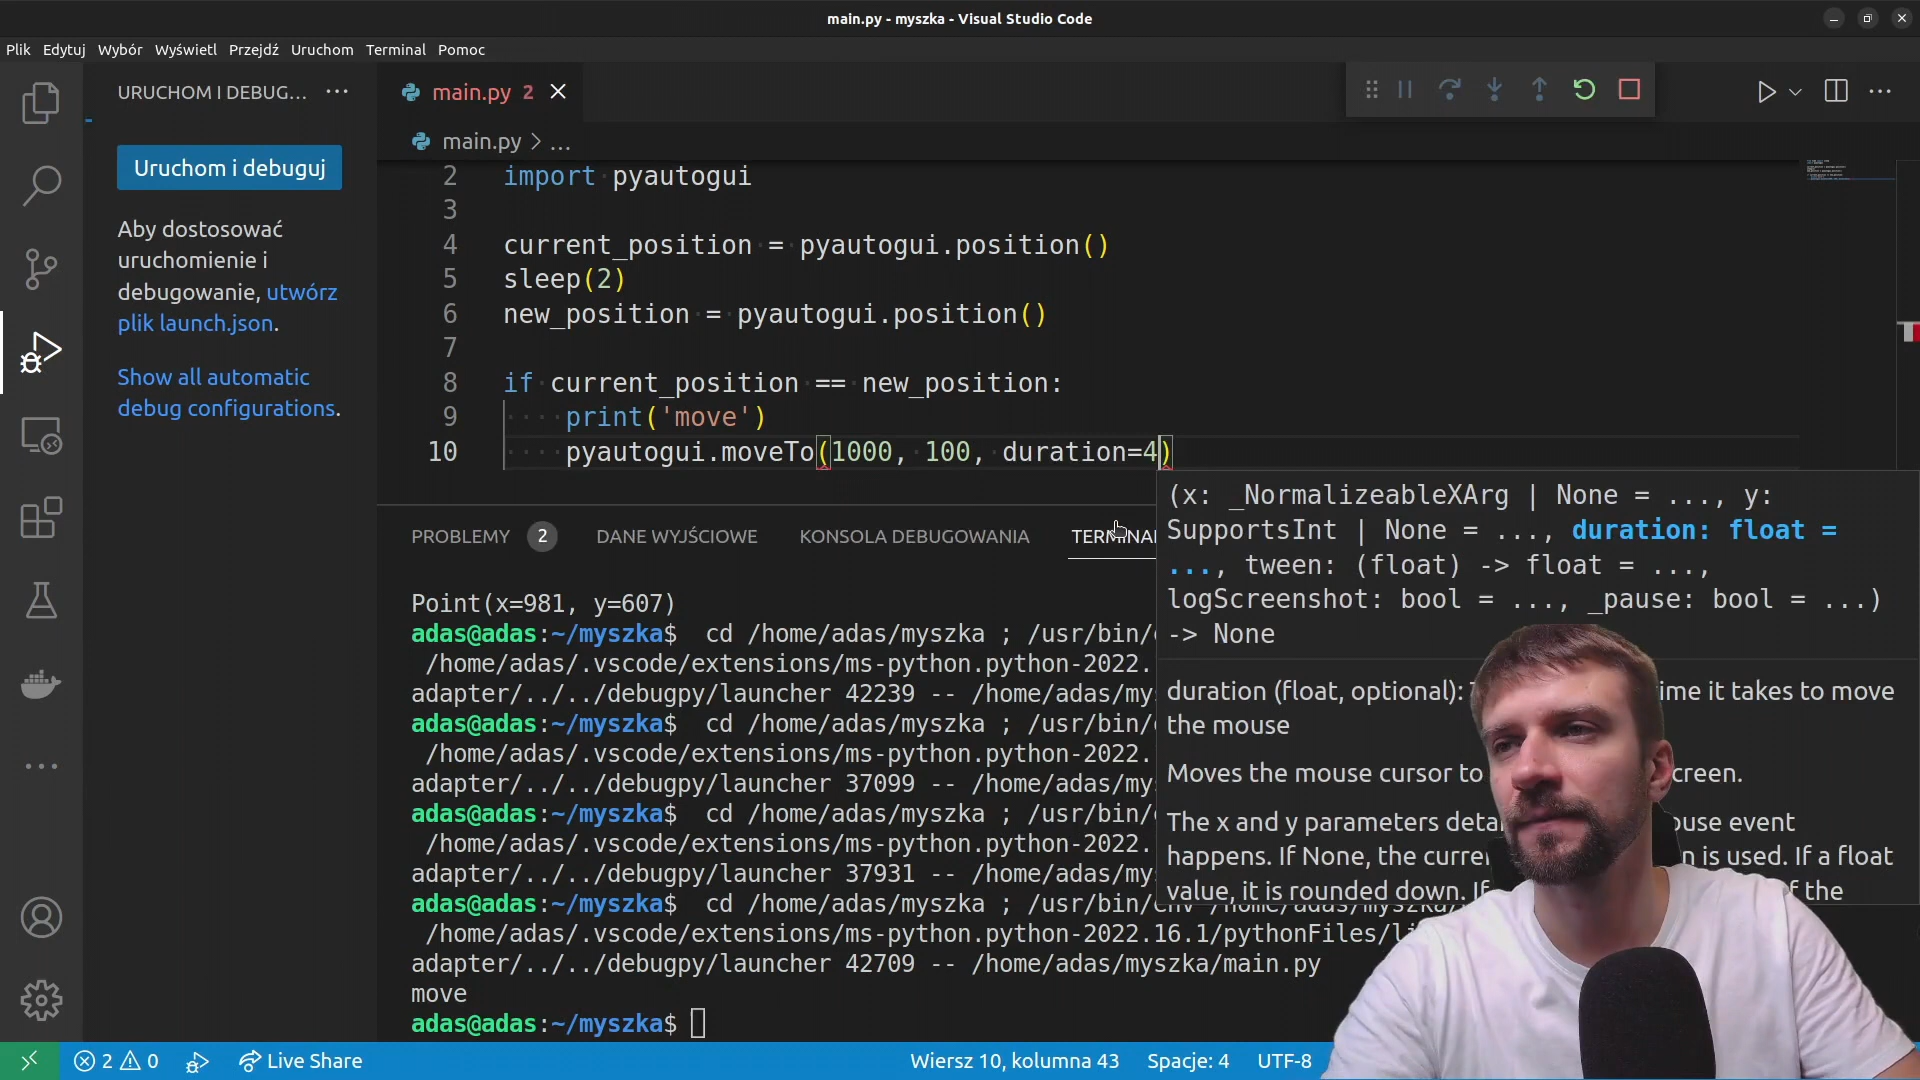 main.py - myszka - Visual Studio Code
Plik Edytuj Wybór Wyświetl Przejdź Uruchom Terminal Pomoc
URUCHOM I DEBUG... ...
main.py 2
Uruchom i debuguj
main.py > ...
Aby dostosować
uruchomienie i
debugowanie, utwórz
plik launch.json.
Show all automatic
debug configurations.
2 import pyautogui
3
4 current_position = pyautogui.position()
5 sleep(2)
6 new_position = pyautogui.position()
7
8 if current_position == new_position:
9 print('move')
10 pyautogui.moveTo(1000, 100, duration=4)
(x: _NormalizeableXArg | None = ..., y:
SupportsInt | None = ..., duration: float =
..., tween: (float) -> float = ...,
logScreenshot: bool = ..., _pause: bool = ...)
-> None
duration (float, optional): ime it takes to move
the mouse
Moves the mouse cursor to creen.
The x and y parameters ouse event
happens. If None, the is used. If a float
value, it is rounded down. If of the
PROBLEMY 2 DANE WYJŚCIOWE KONSOLA DEBUGOWANIA TERMINAL
Point(x=981, y=607)
adas@adas:~/myszka$ cd /home/adas/myszka ; /usr/bin/
/home/adas/.vscode/extensions/ms-python.python-2022.
adapter/../../debugpy/launcher 42239 -- /home/adas/mys
adas@adas:~/myszka$ cd /home/adas/myszka ; /usr/bin/
/home/adas/.vscode/extensions/ms-python.python-2022.
adapter/../../debugpy/launcher 37099 -- /home/adas/mys
adas@adas:~/myszka$ cd /home/adas/myszka ; /usr/bin/
/home/adas/.vscode/extensions/ms-python.python-2022.
adapter/../../debugpy/launcher 37931 -- /home/adas/mys
adas@adas:~/myszka$ cd /home/adas/myszka ; /usr/bin/env /home/adas/myszka/
/home/adas/.vscode/extensions/ms-python.python-2022.16.1/pythonFiles/li
adapter/../../debugpy/launcher 42709 -- /home/adas/myszka/main.py
move
adas@adas:~/myszka$
2 0 Live Share Wiersz 10, kolumna 43 Spacje: 4 UTF-8